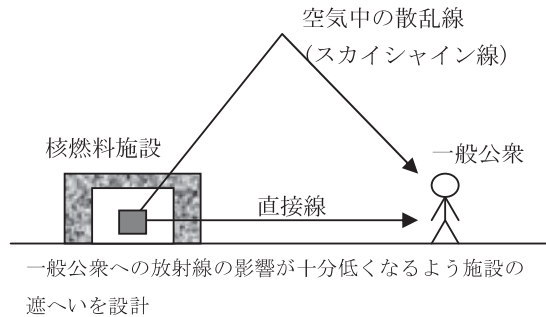 空気中の散乱線
（スカイシャイン線）
核燃料施設
一般公衆
直接線
一般公衆への放射線の影響が十分低くなるよう施設の
遮へいを設計